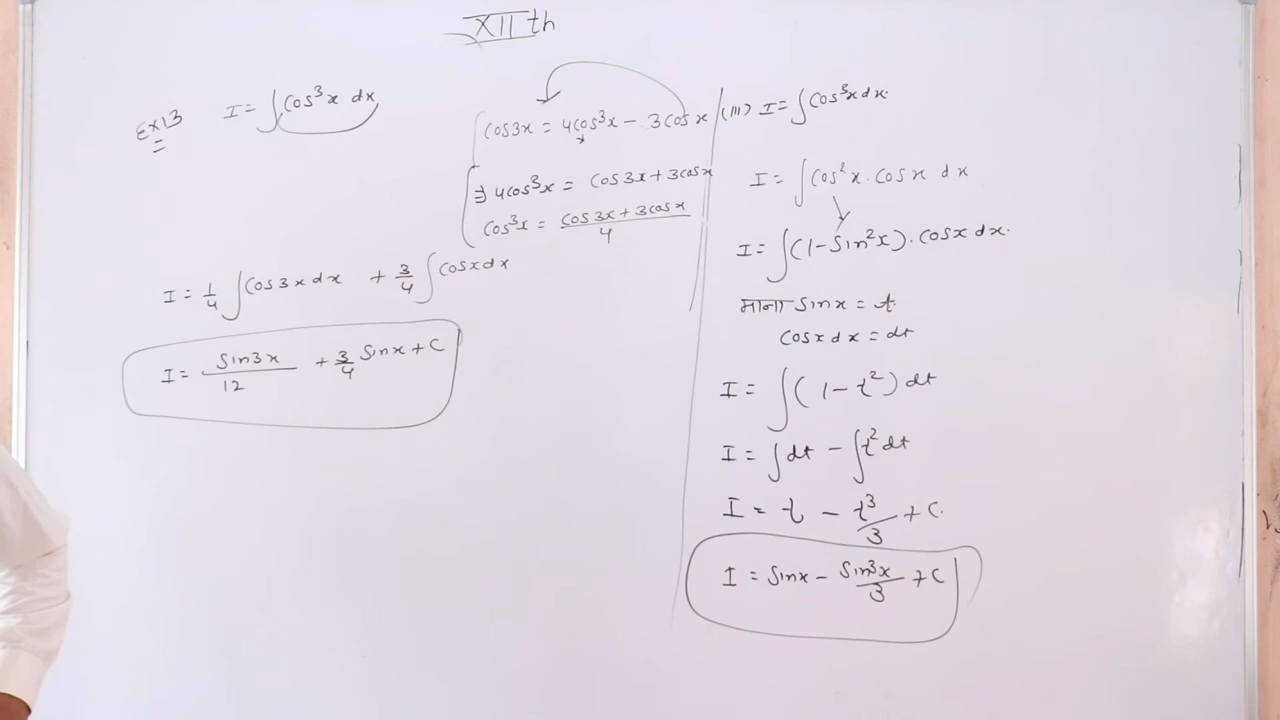 XIIth
Ex13 I = ∫cos³x dx
cos3x = 4cos³x - 3cosx
⇒ 4cos³x = cos3x + 3cosx
cos³x = (cos3x + 3cosx)/4
I = 1/4 ∫cos3x dx + 3/4 ∫cosx dx
I = sin3x/12 + 3/4 sinx + c
(III) I = ∫cos³x dx.
I = ∫cos²x . cosx dx
I = ∫(1 - sin²x) . cosx dx.
माना sinx = t.
cosx dx = dt
I = ∫(1 - t²) dt
I = ∫dt - ∫t² dt
I = t - t³/3 + c.
I = sinx - sin³x/3 + c